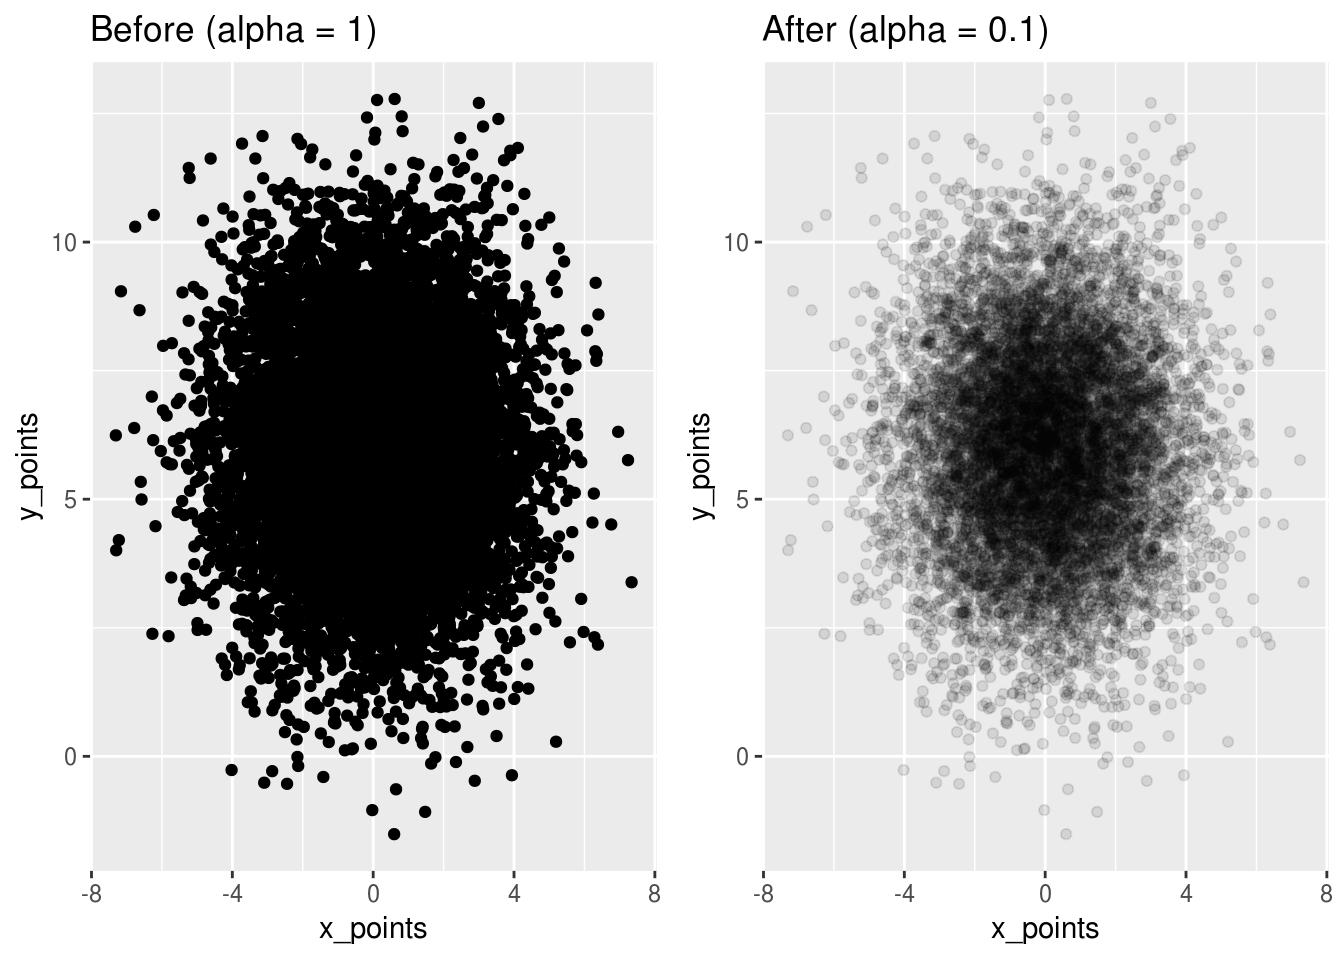 Before (alpha = 1)
y_points
10
5
0
-8
-4
0
4
8
x_points
After (alpha = 0.1)
y_points
10
5
0
-8
-4
0
4
8
x_points